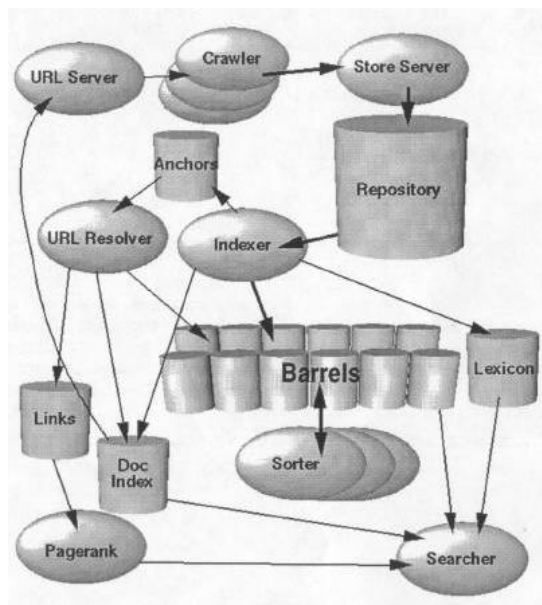 Crawler
URL Server
Store Server
Anchors
Repository
URL Resolver
Indexer
Barrels
Lexicon
Links
Doc
Index
Sorter
Pagerank
Searcher